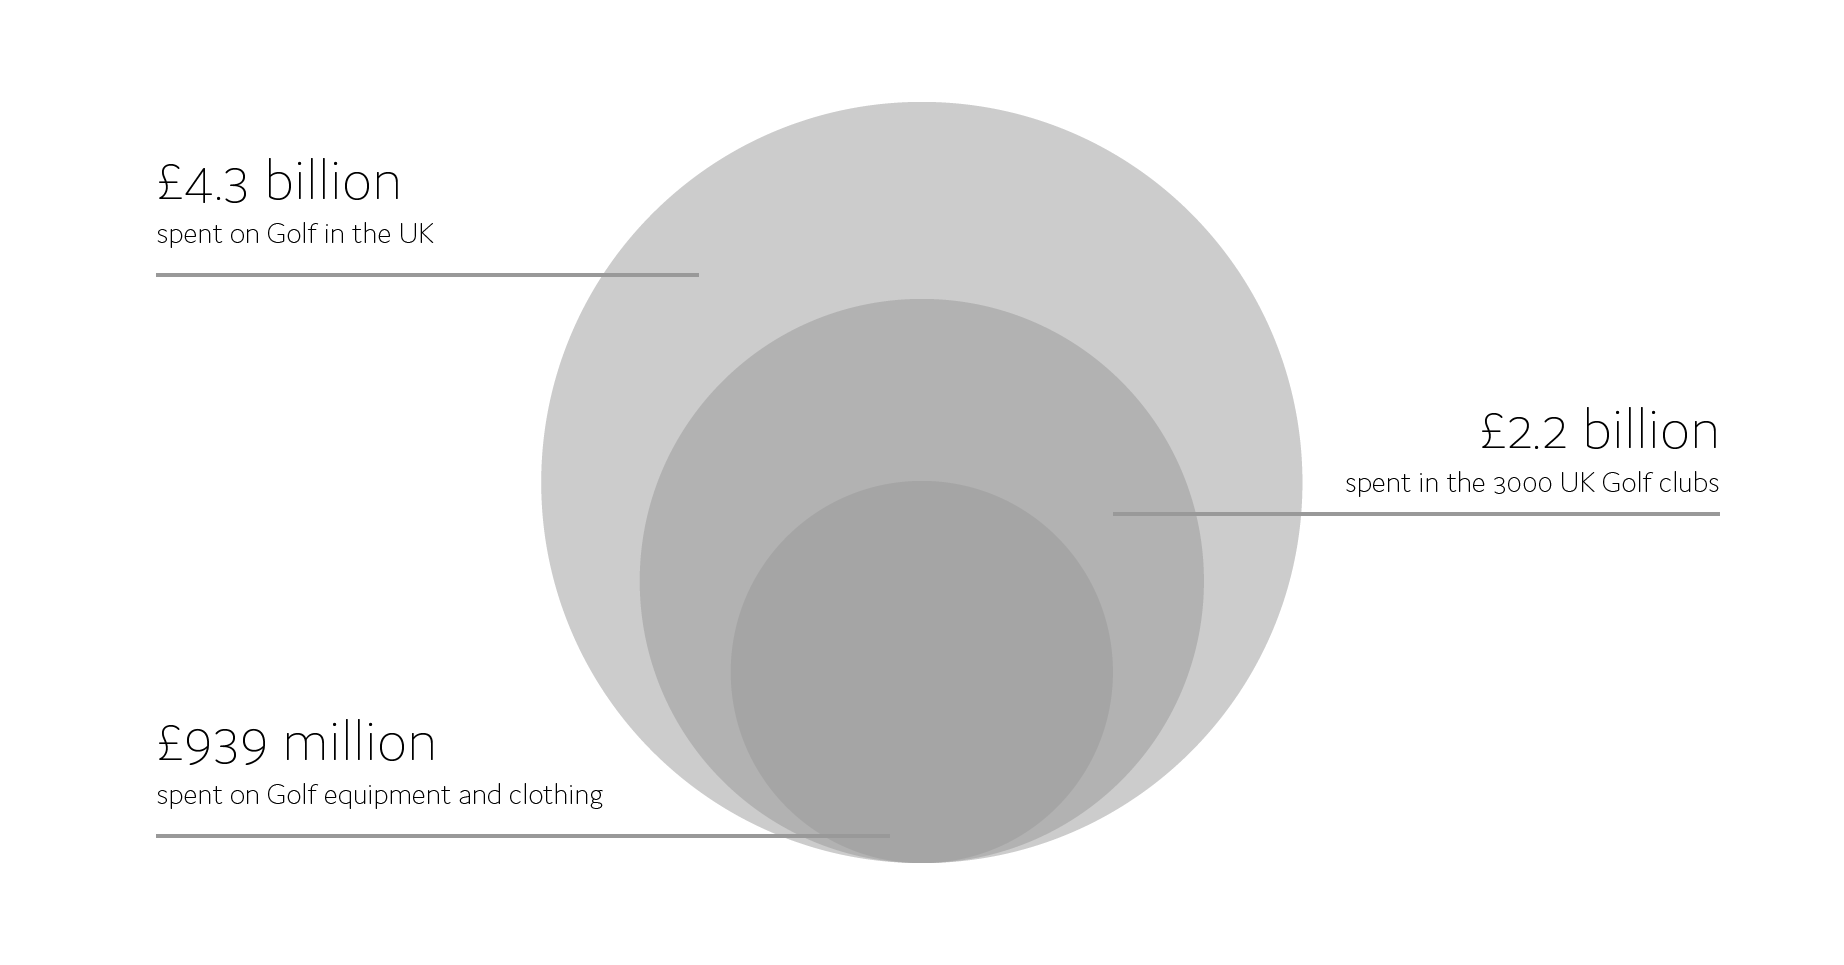 £4.3 billion
spent on Golf in the UK
£2.2 billion
spent in the 3000 UK Golf clubs
£939 million
spent on Golf equipment and clothing